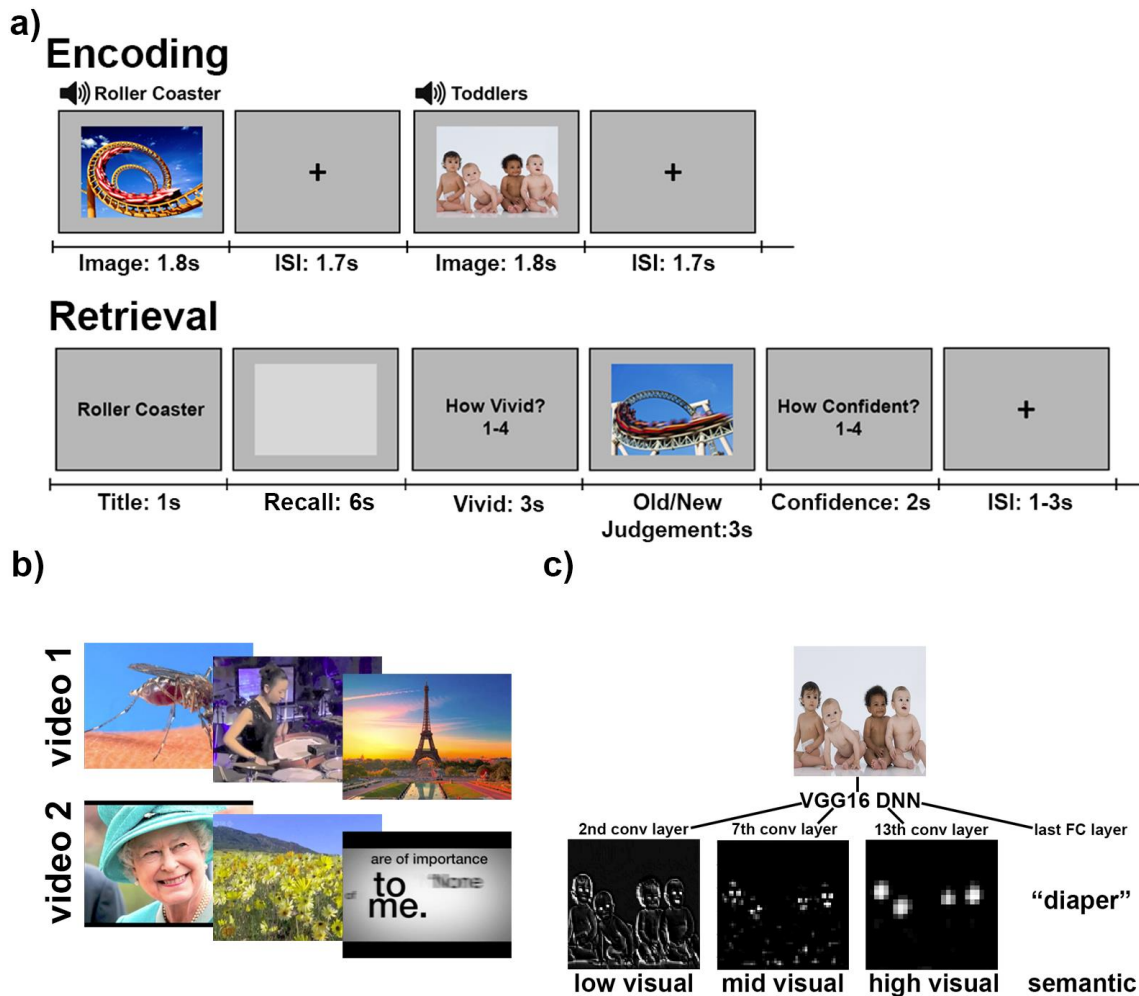 a)
Encoding
Roller Coaster
Toddlers
+
+
Image: 1.8s
ISI: 1.7s
Image: 1.8s
ISI: 1.7s
Retrieval
Roller Coaster
How Vivid?
1-4
How Confident?
1-4
+
Title: 1s
Recall: 6s
Vivid: 3s
Old/New
Judgement:3s
Confidence: 2s
ISI: 1-3s
b)
video 1
video 2
are of importance
of
to
me.
"None
c)
VGG16 DNN
2nd conv layer
7th conv layer
13th conv layer
last FC layer
“diaper”
low visual
mid visual
high visual
semantic